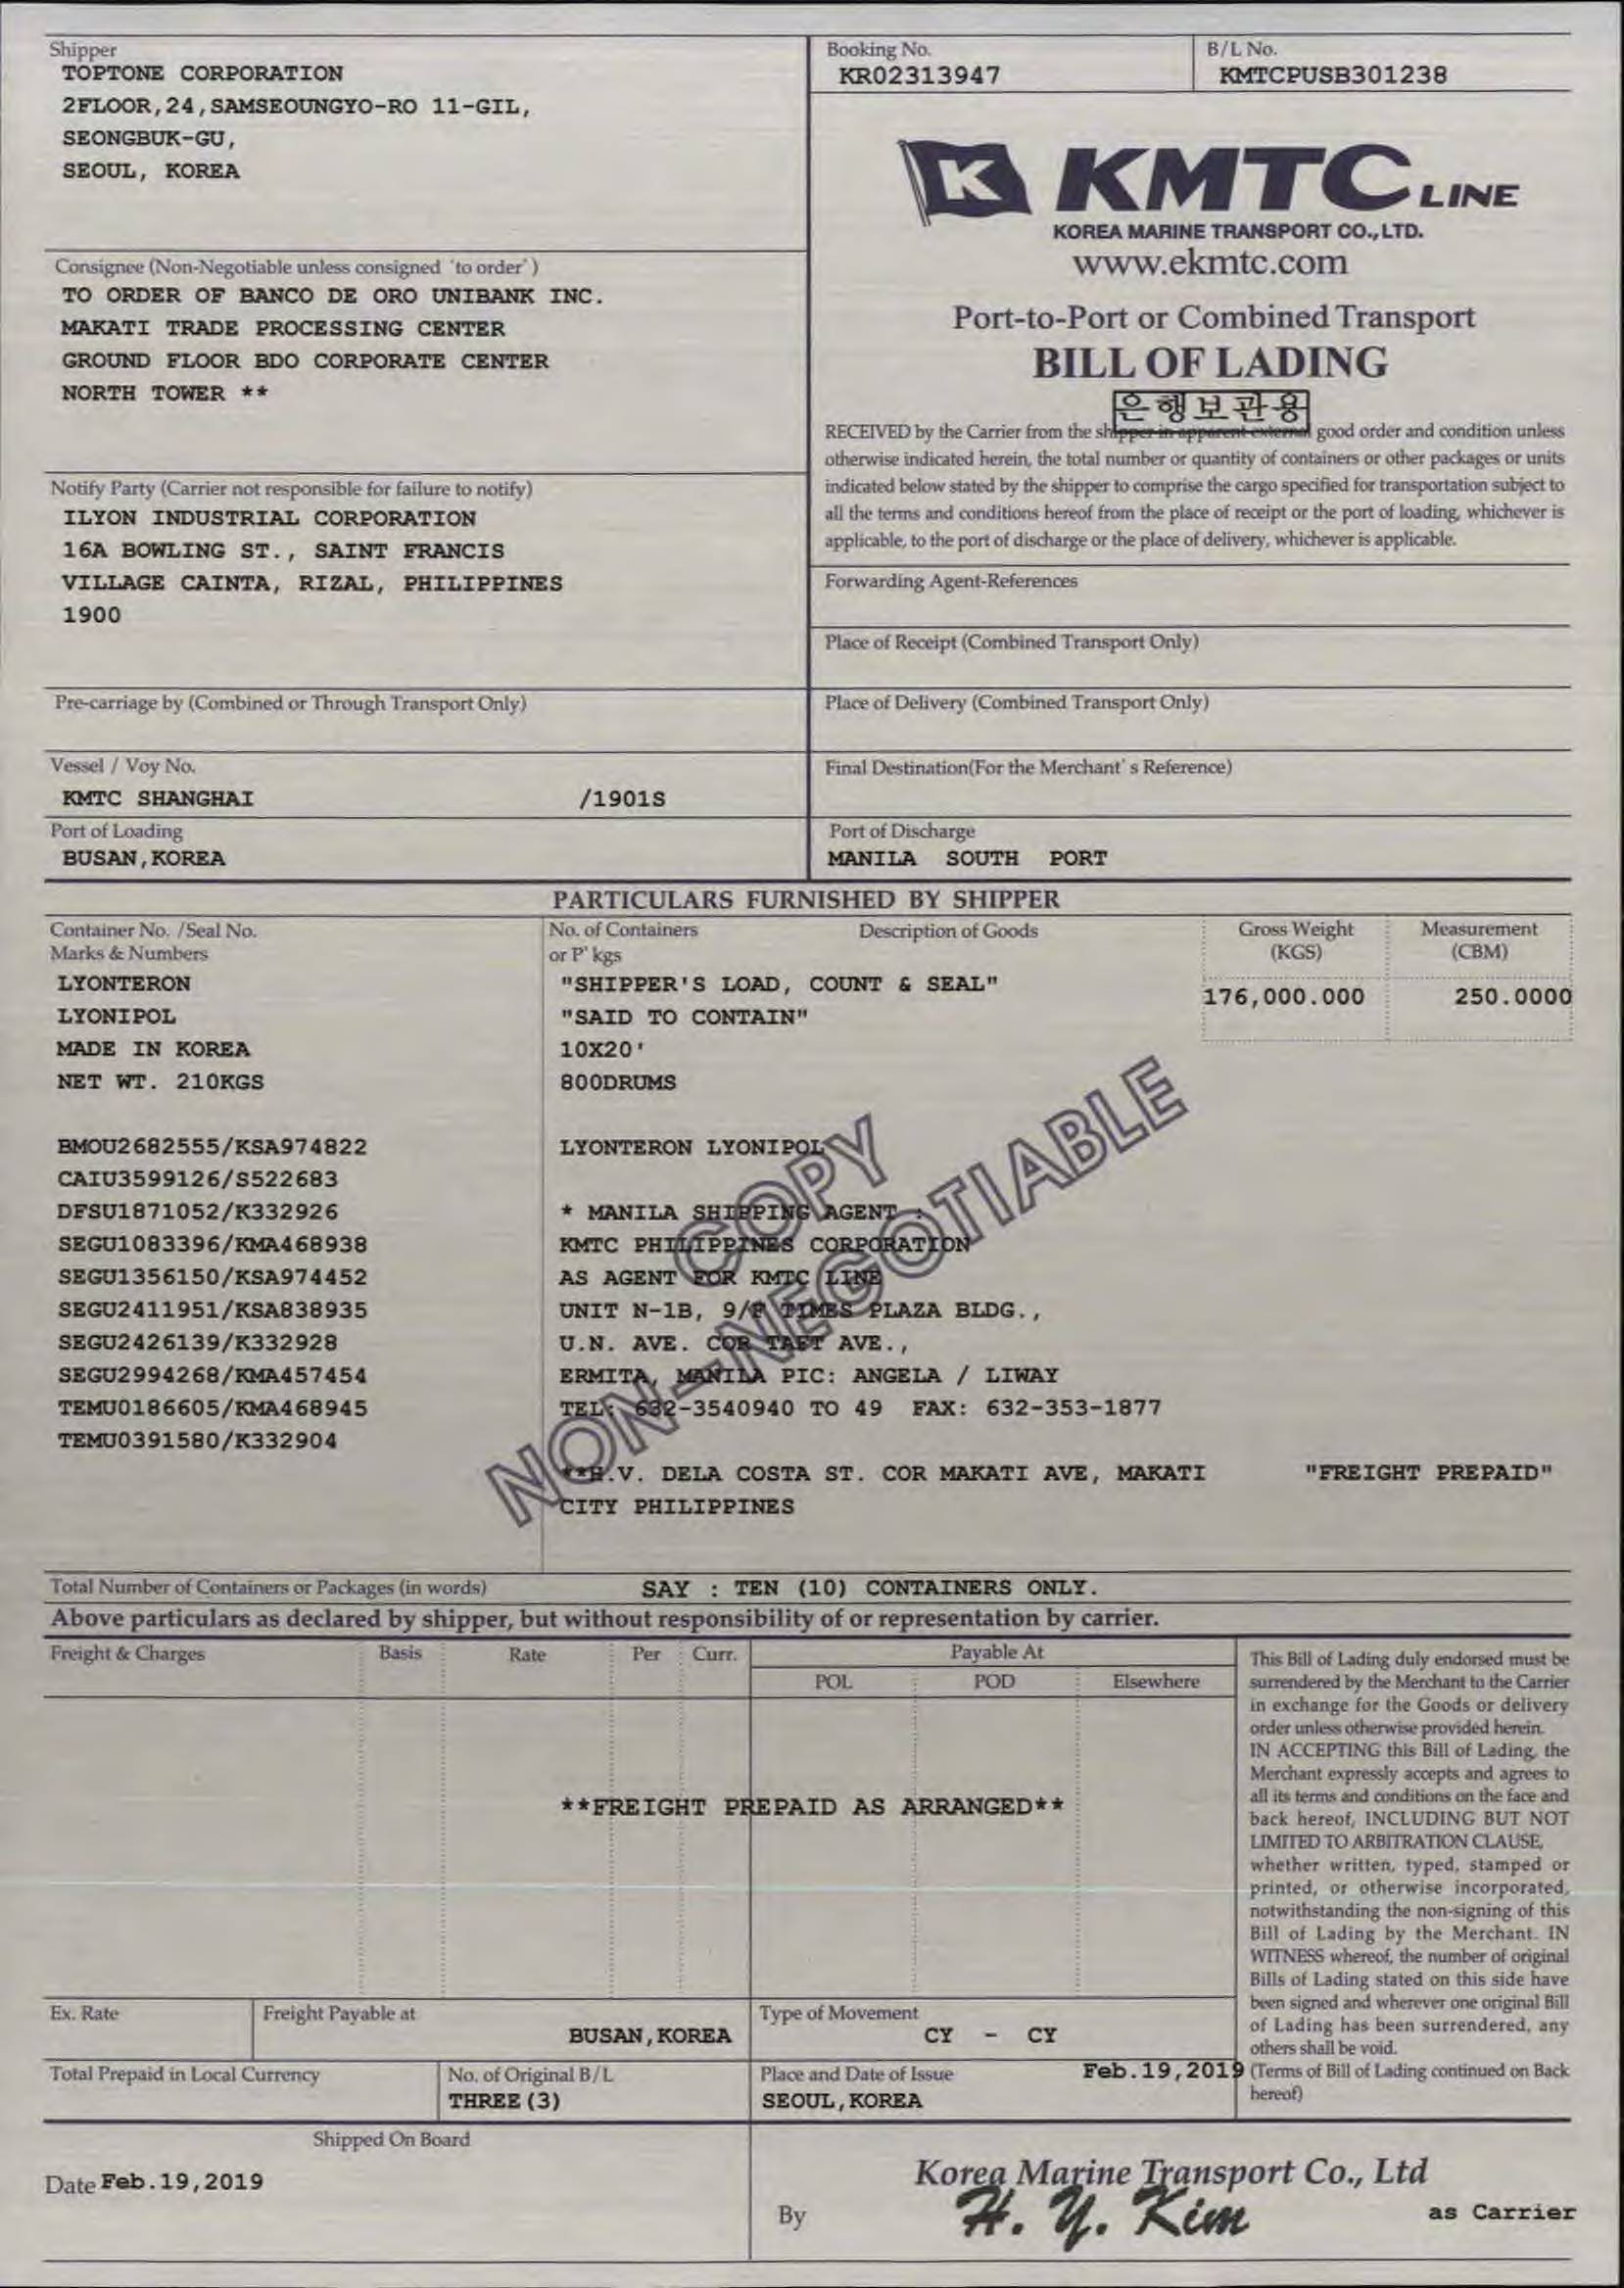 Shipper
TOPTONE CORPORATION
2FLOOR,24,SAMSEOUNGYO-RO 11-GIL,
SEONGBUK-GU,
SEOUL, KOREA
Booking No.
KR02313947
B/L No.
KMTCPUSB301238
K KMTC LINE
KOREA MARINE TRANSPORT CO., LTD.
www.ekmtc.com
Port-to-Port or Combined Transport
BILL OF LADING
은행보관용
Consignee (Non-Negotiable unless consigned 'to order')
TO ORDER OF BANCO DE ORO UNIBANK INC.
MAKATI TRADE PROCESSING CENTER
GROUND FLOOR BDO CORPORATE CENTER
NORTH TOWER **
RECEIVED by the Carrier from the shipper in apparent external good order and condition unless
otherwise indicated herein, the total number or quantity of containers or other packages or units
indicated below stated by the shipper to comprise the cargo specified for transportation subject to
all the terms and conditions hereof from the place of receipt or the port of loading, whichever is
applicable, to the port of discharge or the place of delivery, whichever is applicable.
Notify Party (Carrier not responsible for failure to notify)
ILYON INDUSTRIAL CORPORATION
16A BOWLING ST., SAINT FRANCIS
VILLAGE CAINTA, RIZAL, PHILIPPINES
1900
Forwarding Agent-References
Place of Receipt (Combined Transport Only)
Pre-carriage by (Combined or Through Transport Only)
Place of Delivery (Combined Transport Only)
Vessel / Voy No.
KMTC SHANGHAI /1901S
Final Destination(For the Merchant's Reference)
Port of Loading
BUSAN,KOREA
Port of Discharge
MANILA SOUTH PORT
PARTICULARS FURNISHED BY SHIPPER
Container No. /Seal No.
Marks & Numbers
No. of Containers
or P'kgs
Description of Goods
Gross Weight
(KGS)
Measurement
(CBM)
LYONTERON
LYONIPOL
MADE IN KOREA
NET WT. 210KGS
"SHIPPER'S LOAD, COUNT & SEAL"
"SAID TO CONTAIN"
10X20'
800DRUMS
176,000.000
250.0000
BMOU2682555/KSA974822
CAIU3599126/S522683
DFSU1871052/K332926
SEGU1083396/KMA468938
SEGU1356150/KSA974452
SEGU2411951/KSA838935
SEGU2426139/K332928
SEGU2994268/KMA457454
TEMU0186605/KMA468945
TEMU0391580/K332904
LYONTERON LYONIPOL
* MANILA SHIPPING AGENT :
KMTC PHILIPPINES CORPORATION
AS AGENT FOR KMTC LINE
UNIT N-1B, 9/F TIMES PLAZA BLDG.,
U.N. AVE. COR TAFT AVE.,
ERMITA, MANILA PIC: ANGELA / LIWAY
TEL: 632-3540940 TO 49 FAX: 632-353-1877
**H.V. DELA COSTA ST. COR MAKATI AVE, MAKATI
CITY PHILIPPINES
"FREIGHT PREPAID"
COPY
NON-NEGOTIABLE
Total Number of Containers or Packages (in words)
SAY : TEN (10) CONTAINERS ONLY.
Above particulars as declared by shipper, but without responsibility of or representation by carrier.
Freight & Charges
Basis
Rate
Per
Curr.
Payable At
POL
POD
Elsewhere
**FREIGHT PREPAID AS ARRANGED**
This Bill of Lading duly endorsed must be
surrendered by the Merchant to the Carrier
in exchange for the Goods or delivery
order unless otherwise provided herein.
IN ACCEPTING this Bill of Lading, the
Merchant expressly accepts and agrees to
all its terms and conditions on the face and
back hereof, INCLUDING BUT NOT
LIMITED TO ARBITRATION CLAUSE,
whether written, typed, stamped or
printed, or otherwise incorporated,
notwithstanding the non-signing of this
Bill of Lading by the Merchant. IN
WITNESS whereof, the number of original
Bills of Lading stated on this side have
been signed and wherever one original Bill
of Lading has been surrendered, any
others shall be void.
(Terms of Bill of Lading continued on Back
hereof)
Ex. Rate
Freight Payable at
BUSAN,KOREA
Type of Movement
CY - CY
Total Prepaid in Local Currency
No. of Original B/L
THREE(3)
Place and Date of Issue
Feb.19,2019
SEOUL,KOREA
Shipped On Board
Date Feb.19,2019
Korea Marine Transport Co., Ltd
By
H. Y. Kim
as Carrier